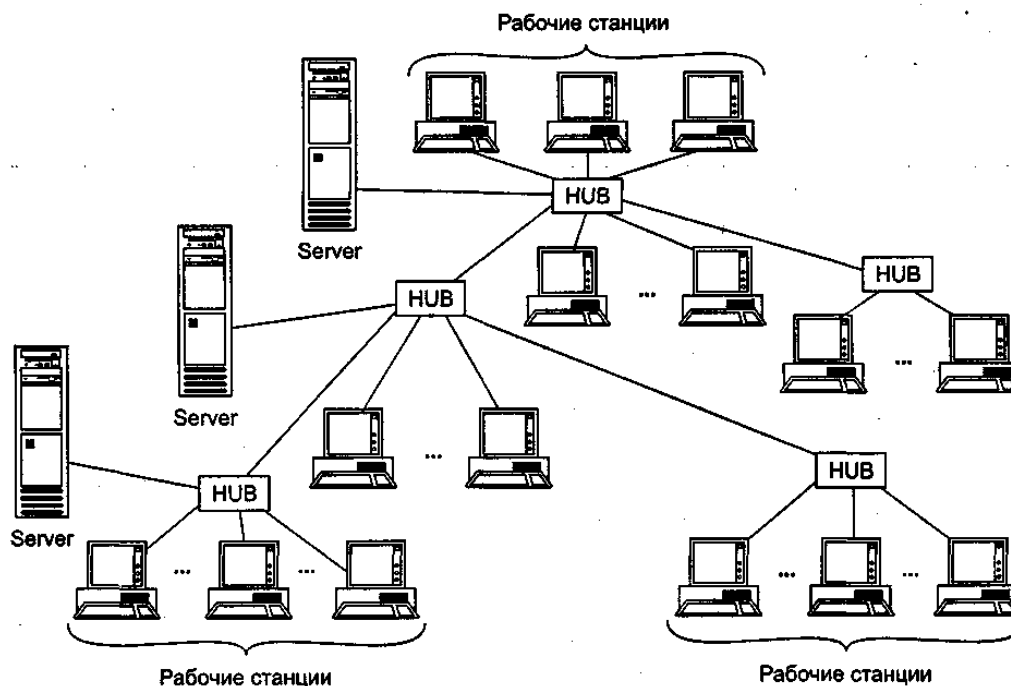 Рабочие станции
HUB
Server
HUB
HUB
...
Server
...
...
HUB
HUB
Server
...
...
...
...
Рабочие станции
Рабочие станции